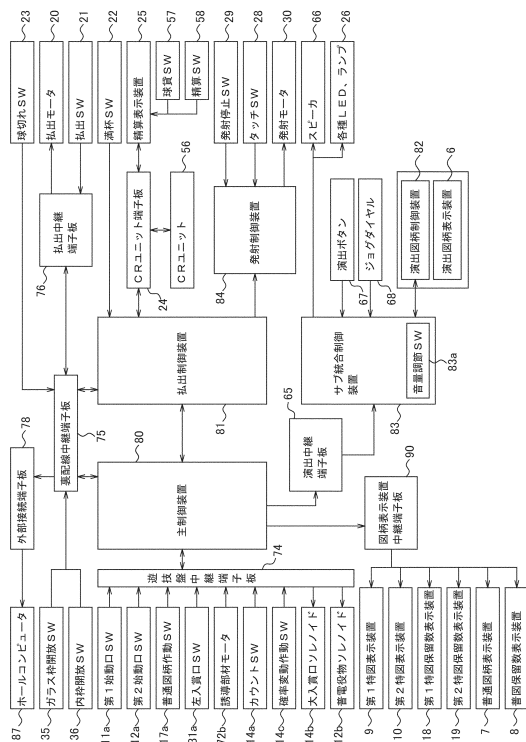 23
球切れSW
20
払出モータ
21
払出SW
22
満杯SW
25
精算表示装置
57
球貸SW
58
精算SW
29
発射停止SW
28
タッチSW
30
発射モータ
66
スピーカ
26
各種LED、ランプ
払出中継
端子板
76
CRユニット端子板
24
CRユニット
56
発射制御装置
84
演出ボタン
67
ジョグダイヤル
68
演出図柄制御装置
82
演出図柄表示装置
6
裏配線中継端子板
75
払出制御装置
81
サブ統合制御
装置
音量調節SW
83a
83
外部接続端子板
78
主制御装置
80
演出中継
端子板
65
図柄表示装置
中継端子板
90
遊技盤中継端子板
74
87
ホールコンピュータ
35
ガラス枠開放SW
36
内枠開放SW
11a
第1始動口SW
12a
第2始動口SW
17a
普通図柄作動SW
31a
左入賞口SW
72b
誘導部材モータ
14a
カウントSW
14c
確率変動作動SW
14b
大入賞口ソレノイド
12b
普電役物ソレノイド
9
第1特図表示装置
10
第2特図表示装置
18
第1特図保留数表示装置
19
第2特図保留数表示装置
7
普通図柄表示装置
8
普図保留数表示装置